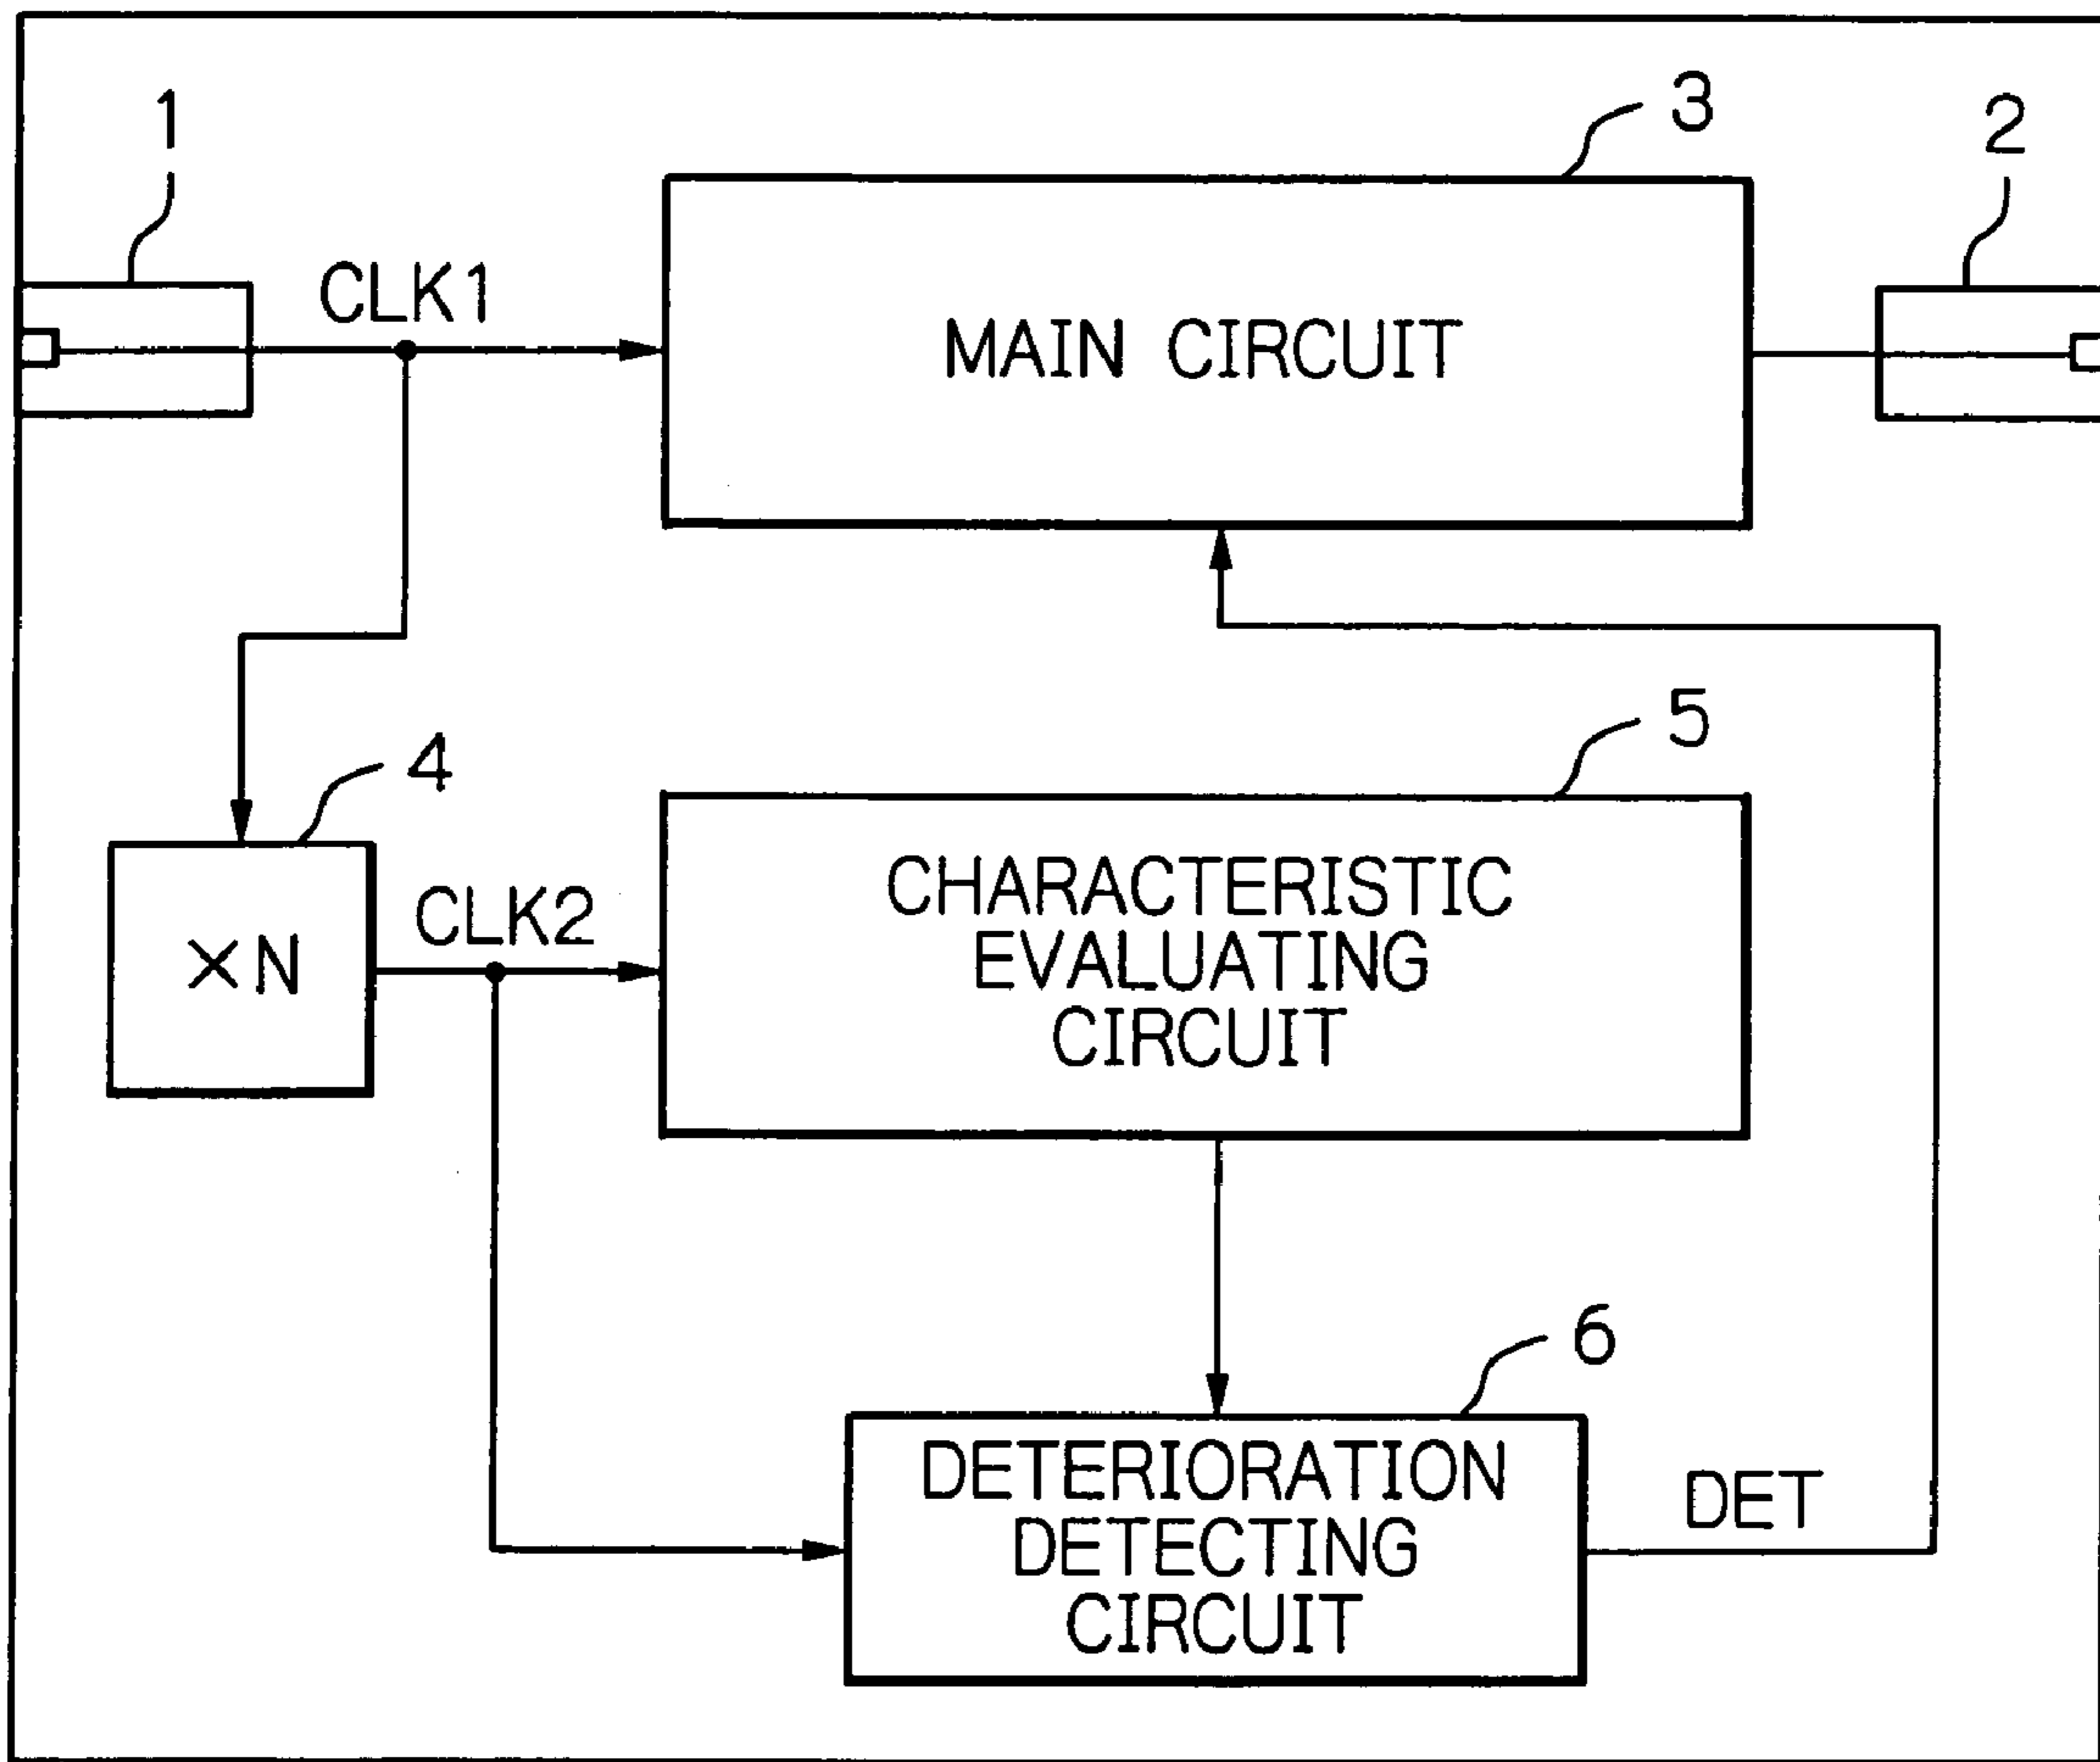 1
3
2
CLK1
MAIN CIRCUIT
4
5
×N
CLK2
CHARACTERISTIC
EVALUATING
CIRCUIT
6
DETERIORATION
DETECTING
CIRCUIT
DET